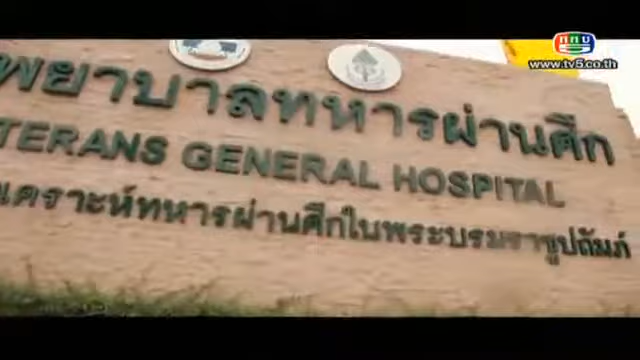 ททบ
www.tv5.co.th
พยาบาลทหารผ่านศึก
TERANS GENERAL HOSPITAL
เคราะห์ทหารผ่านศึกในพระบรมราชูปถัมภ์